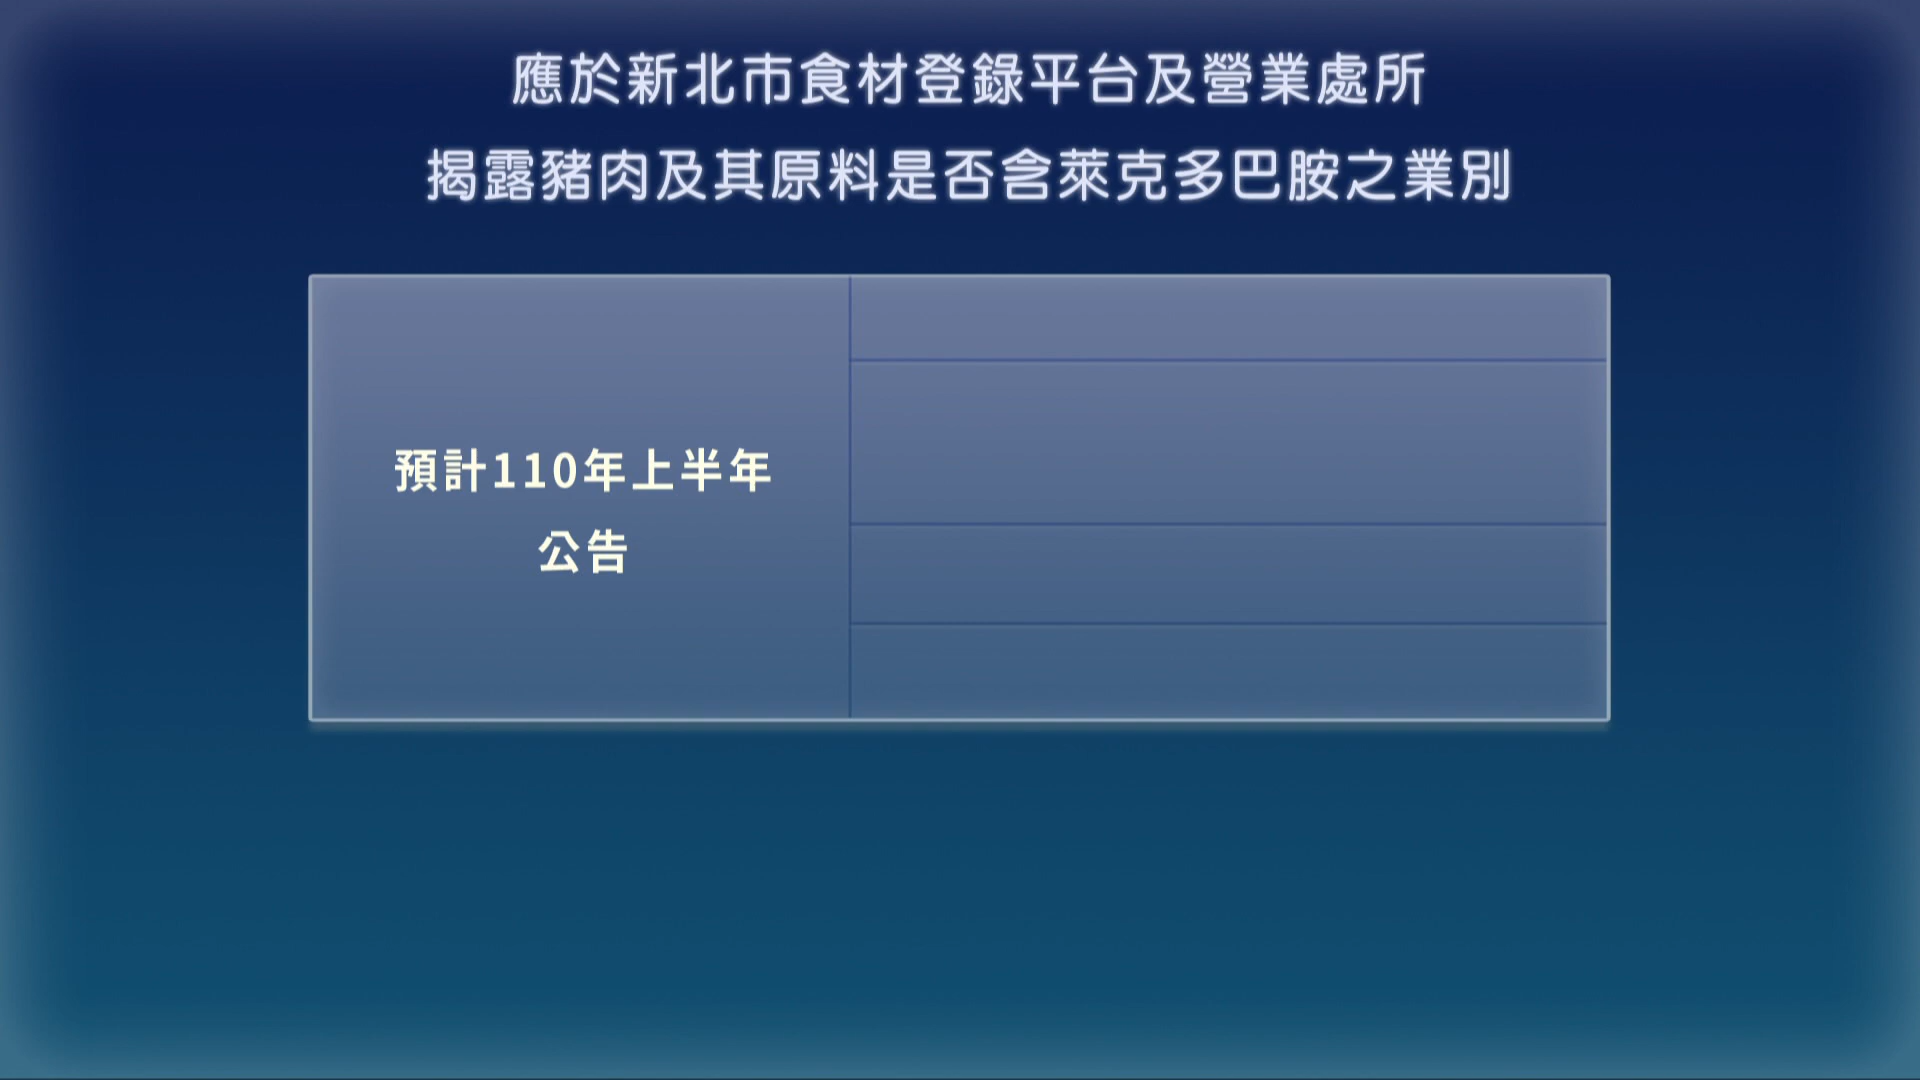 應於新北市食材登錄平台及營業處所
揭露豬肉及其原料是否含萊克多巴胺之業別
預計110年上半年
公告